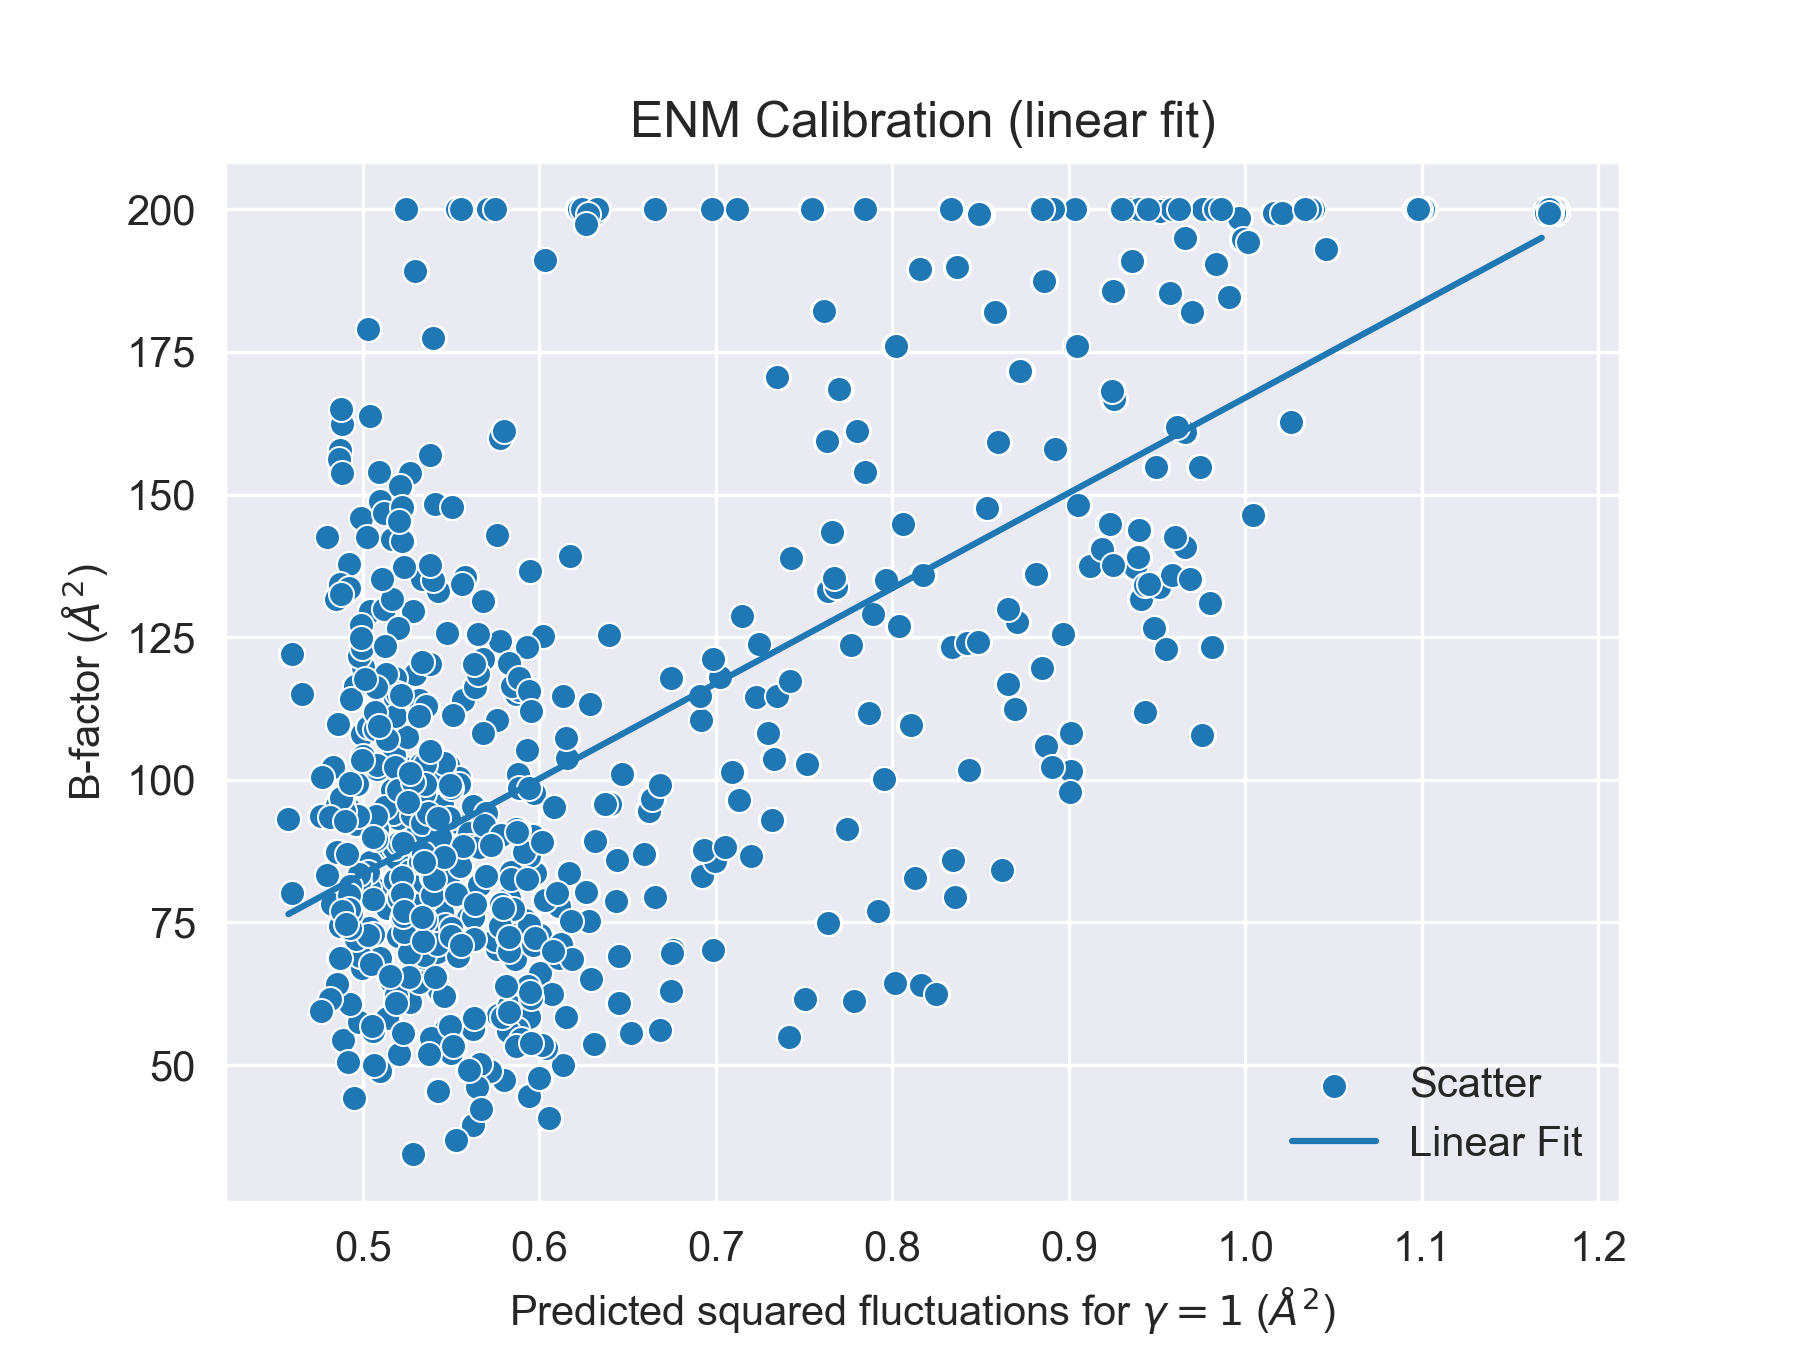 ENM Calibration (linear fit)
200
175
150
125
100
75
50
B-factor (Å²)
Scatter
Linear Fit
0.5 0.6 0.7 0.8 0.9 1.0 1.1 1.2
Predicted squared fluctuations for γ = 1 (Å²)